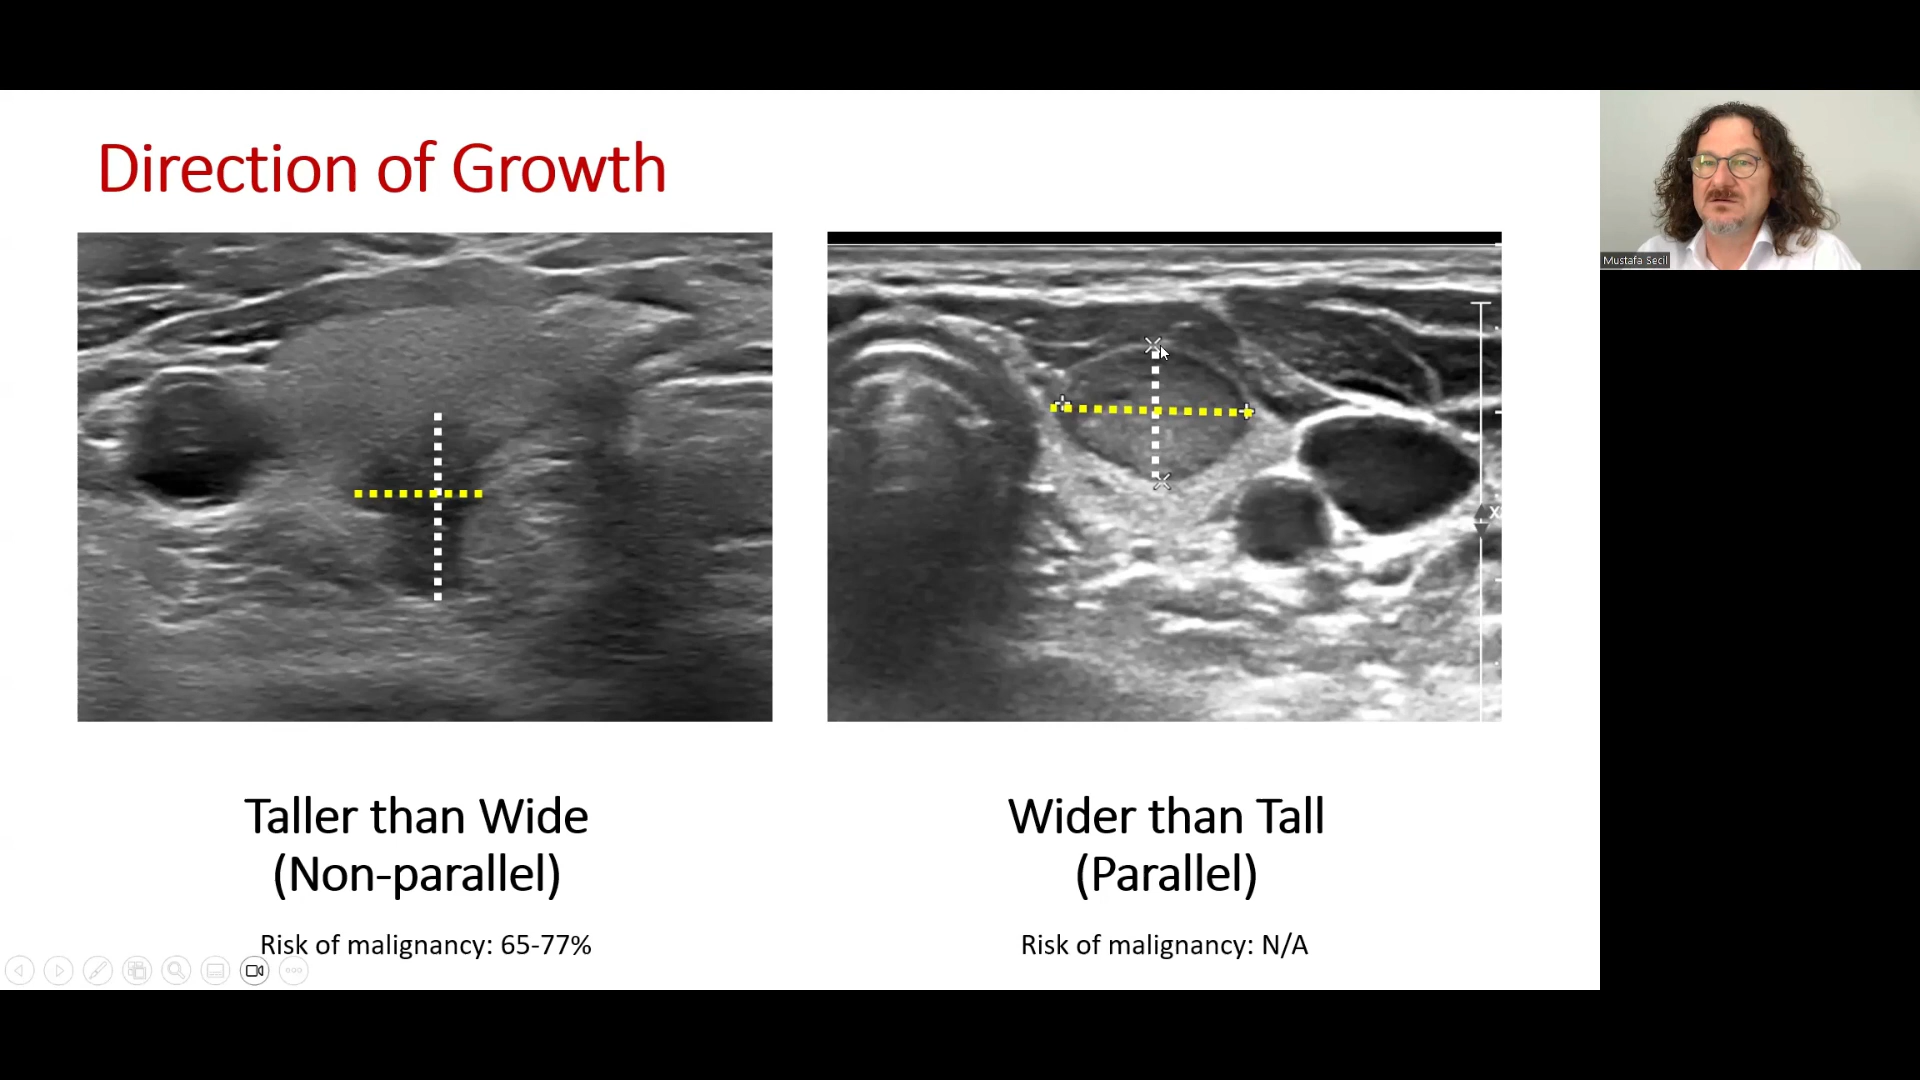 Direction of Growth
Mustafa Secil
Taller than Wide
(Non-parallel)
Risk of malignancy: 65-77%
Wider than Tall
(Parallel)
Risk of malignancy: N/A